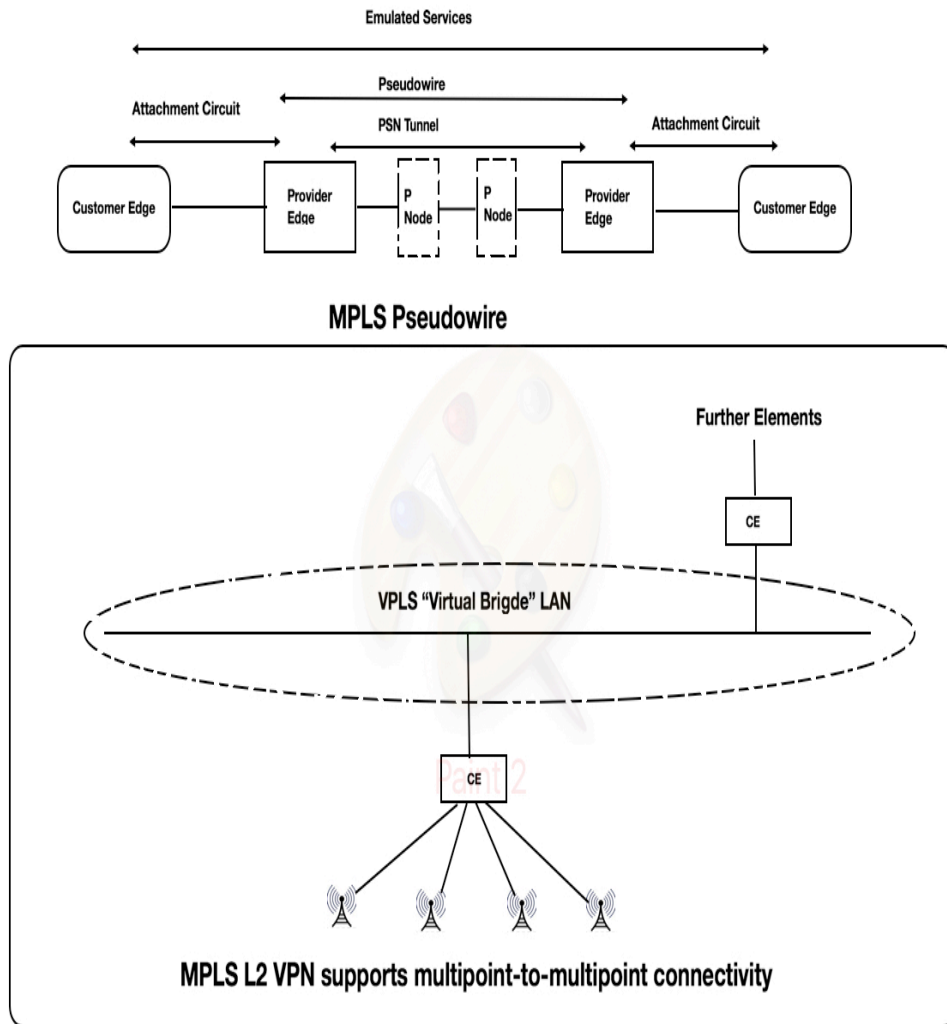 Emulated Services
Pseudowire
Attachment Circuit
PSN Tunnel
Attachment Circuit
Customer Edge
Provider
Edge
P
Node
P
Node
Provider
Edge
Customer Edge
MPLS Pseudowire
Further Elements
CE
VPLS “Virtual Brigde” LAN
CE
Paint 2
MPLS L2 VPN supports multipoint-to-multipoint connectivity